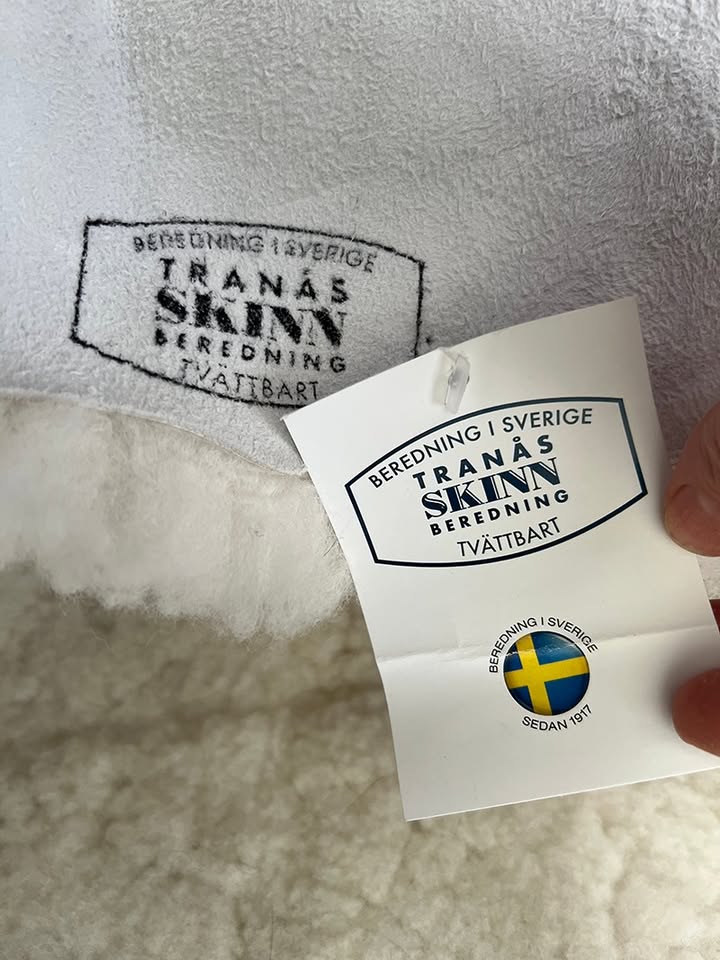 BEREDNING I SVERIGE
TRANÅS
SKINN
BEREDNING
TVÄTTBART
BEREDNING I SVERIGE
TRANÅS
SKINN
BEREDNING
TVÄTTBART
BEREDNING I SVERIGE
SEDAN 1917